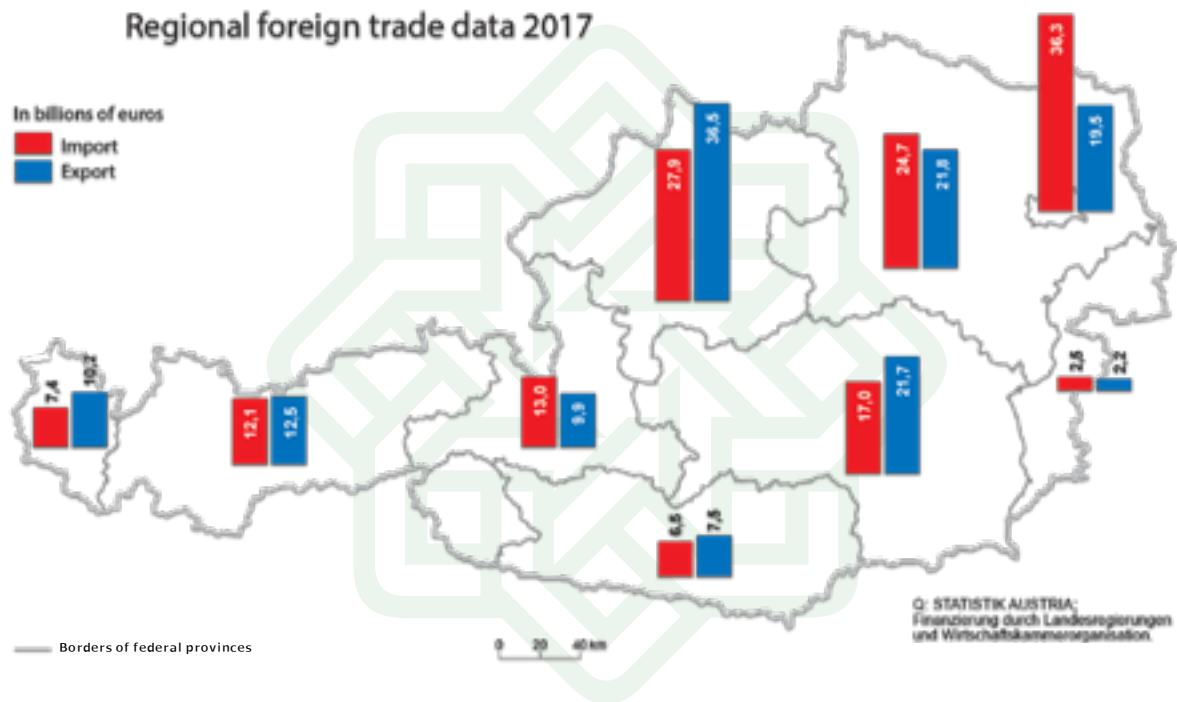 Regional foreign trade data 2017
In billions of euros
Import
Export
36,3
19,5
27,9
36,5
24,7
21,8
7,4
10,2
12,1
12,5
13,0
9,9
17,0
21,7
2,5
2,2
6,5
7,5
Q: STATISTIK AUSTRIA;
Finanzierung durch Landesregierungen
und Wirtschaftskammerorganisation.
Borders of federal provinces
0 20 40 km